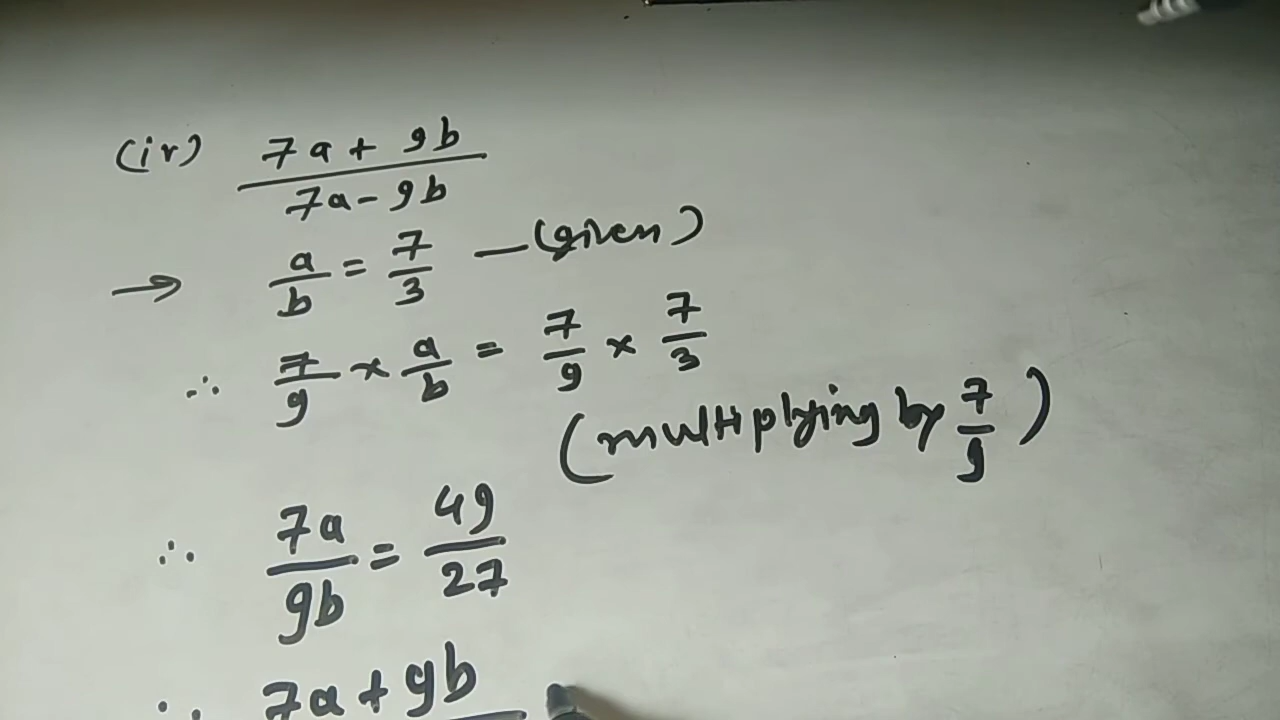 (iv) 7a + 9b
7a - 9b
→ a/b = 7/3 — (given)
∴ 7/9 × a/b = 7/9 × 7/3
(multiplying by 7/9)
∴ 7a/9b = 49/27
∴ 7a + 9b